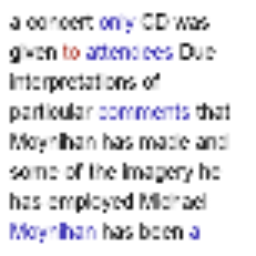 a concert only CD was
given to attendees Due
interpretations of
particular comments that
Moynihan has made and
some of the imagery he
has employed Michael
Moynihan has been a